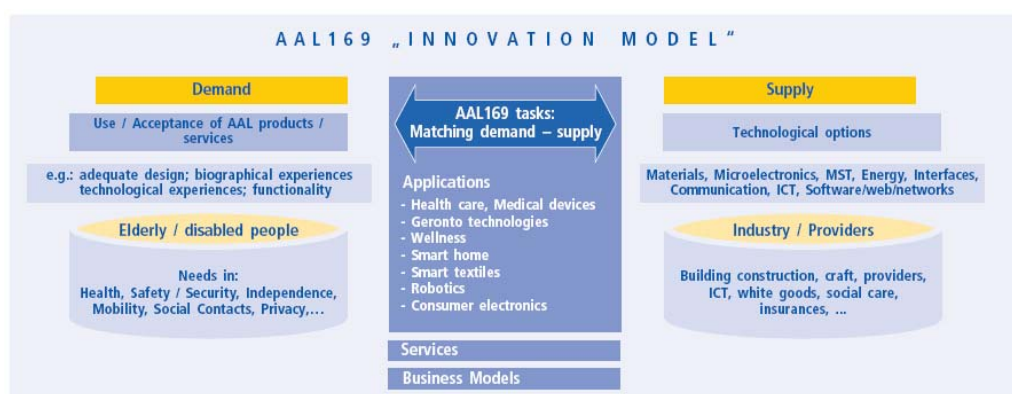 AAL169 „INNOVATION MODEL“
Demand
Use / Acceptance of AAL products /
services
e.g.: adequate design; biographical experiences
technological experiences; functionality
Elderly / disabled people
Needs in:
Health, Safety / Security, Independence,
Mobility, Social Contacts, Privacy,...
AAL169 tasks:
Matching demand – supply
Applications
- Health care, Medical devices
- Geronto technologies
- Wellness
- Smart home
- Smart textiles
- Robotics
- Consumer electronics
Services
Business Models
Supply
Technological options
Materials, Microelectronics, MST, Energy, Interfaces,
Communication, ICT, Software/web/networks
Industry / Providers
Building construction, craft, providers,
ICT, white goods, social care,
insurances, ...